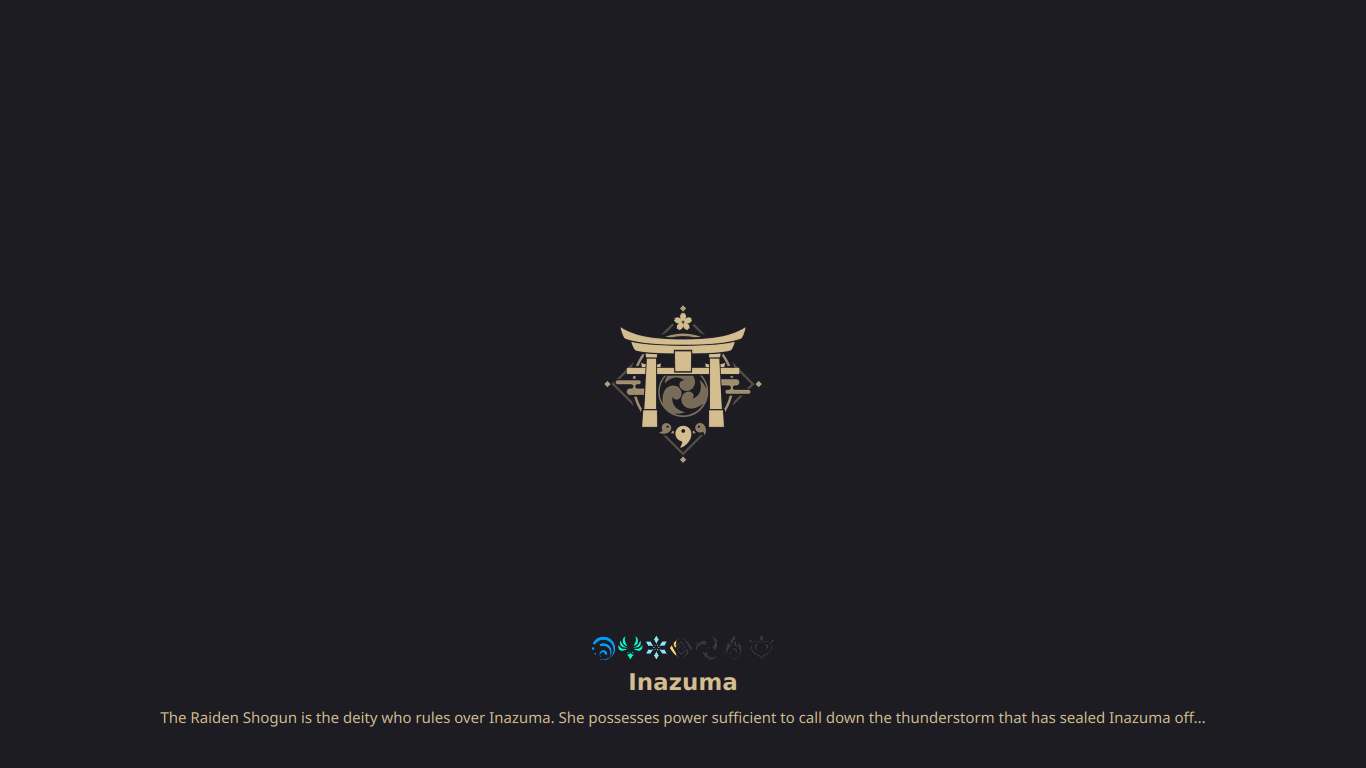 Inazuma
The Raiden Shogun is the deity who rules over Inazuma. She possesses power sufficient to call down the thunderstorm that has sealed Inazuma off...